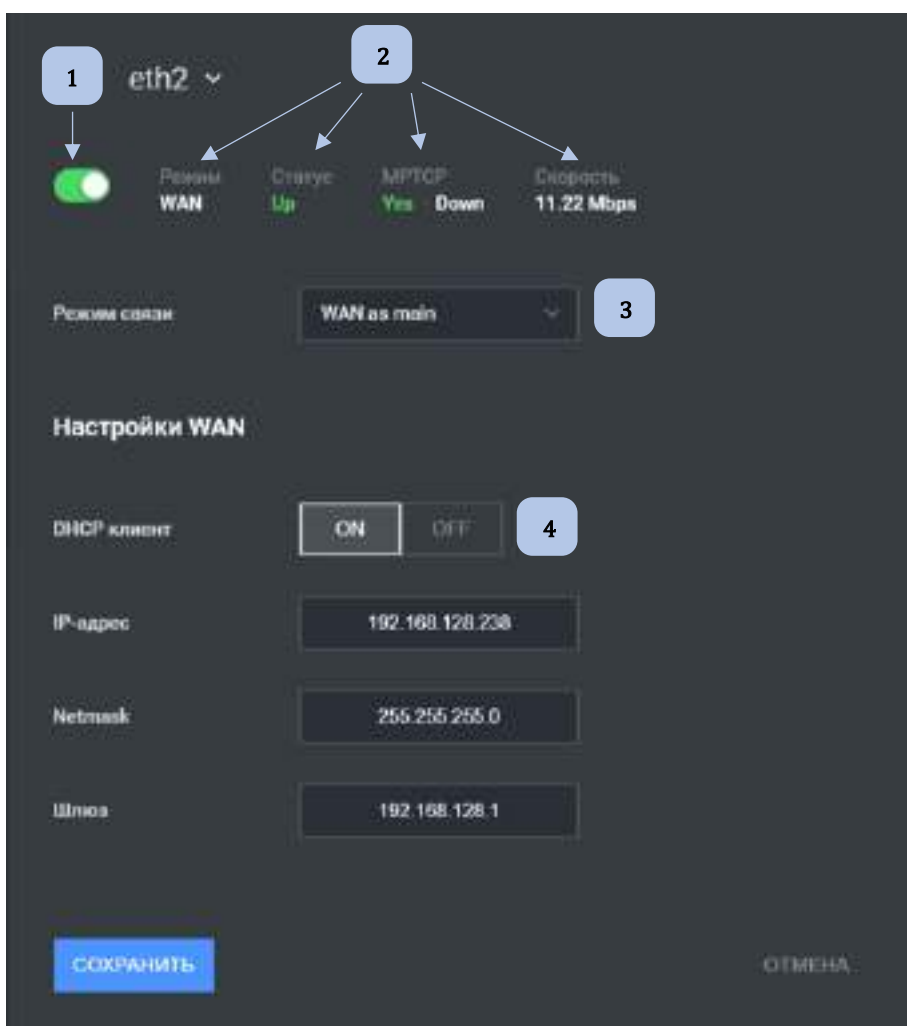 1
eth2
2
Режим Статус MPTCP Скорость
WAN Up Yes Down 11.22 Mbps
Режим связи WAN as main 3
Настройки WAN
DHCP клиент ON OFF 4
IP-адрес 192.168.128.238
Netmask 255.255.255.0
Шлюз 192.168.128.1
СОХРАНИТЬ ОТМЕНА